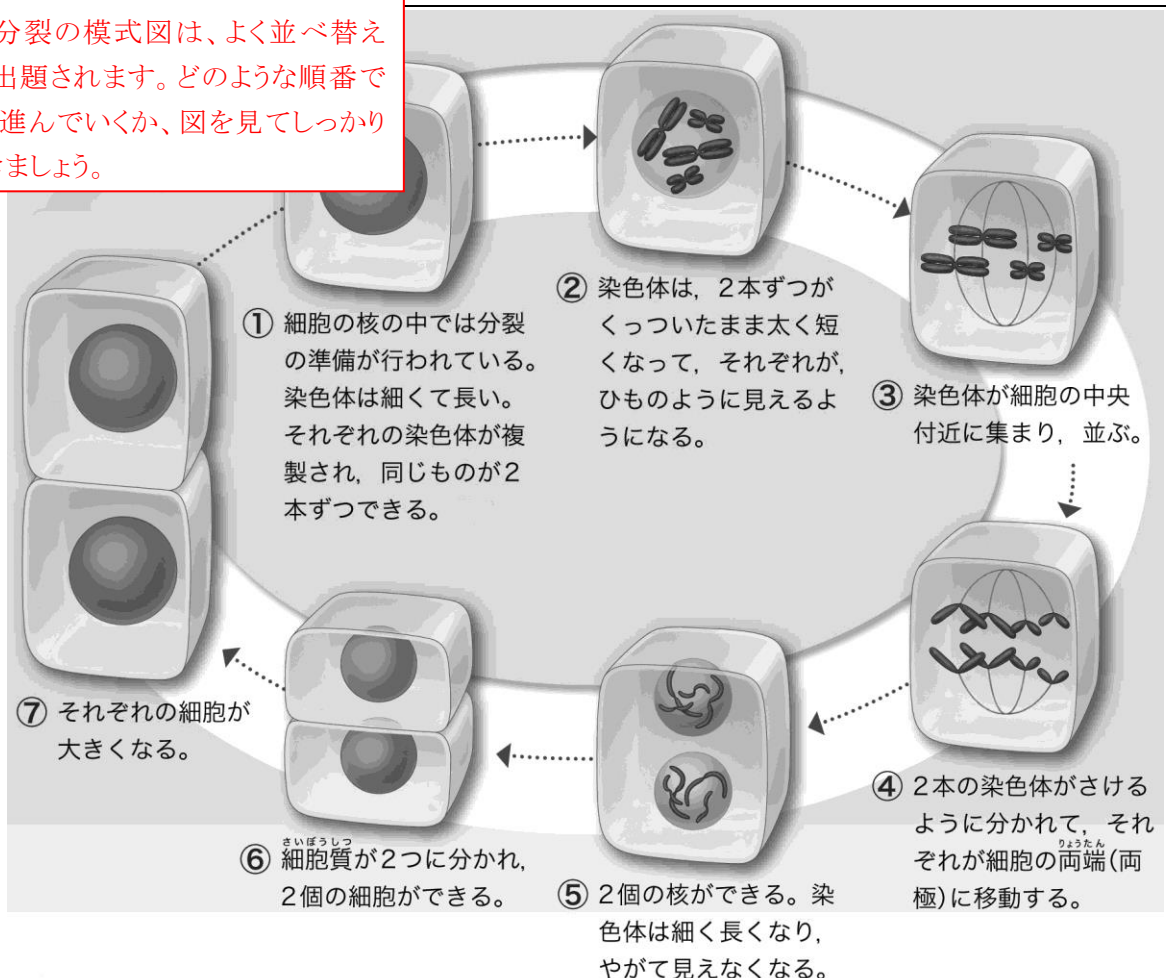 分裂の模式図は、よく並べ替え
出題されます。どのような順番で
進んでいくか、図を見てしっかり
ましょう。
① 細胞の核の中では分裂
の準備が行われている。
染色体は細くて長い。
それぞれの染色体が複
製され，同じものが2
本ずつできる。
② 染色体は，2本ずつが
くっついたまま太く短
くなって，それぞれが，
ひものように見えるよ
うになる。
③ 染色体が細胞の中央
付近に集まり，並ぶ。
④ 2本の染色体がさける
ように分かれて，それ
りょうたん
ぞれが細胞の両端(両
極)に移動する。
⑤ 2個の核ができる。染
色体は細く長くなり，
やがて見えなくなる。
さいぼうしつ
⑥ 細胞質が2つに分かれ，
2個の細胞ができる。
⑦ それぞれの細胞が
大きくなる。